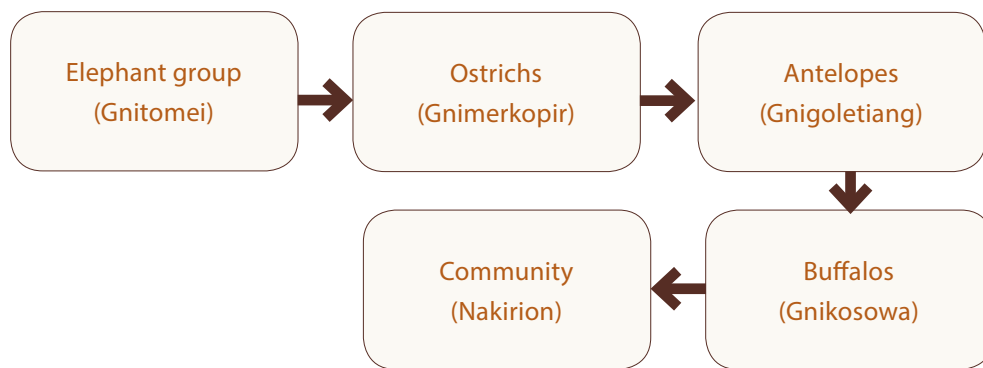 Elephant group
(Gnitomei)
Ostrichs
(Gnimerkopir)
Antelopes
(Gnigoletiang)
Buffalos
(Gnikosowa)
Community
(Nakirion)